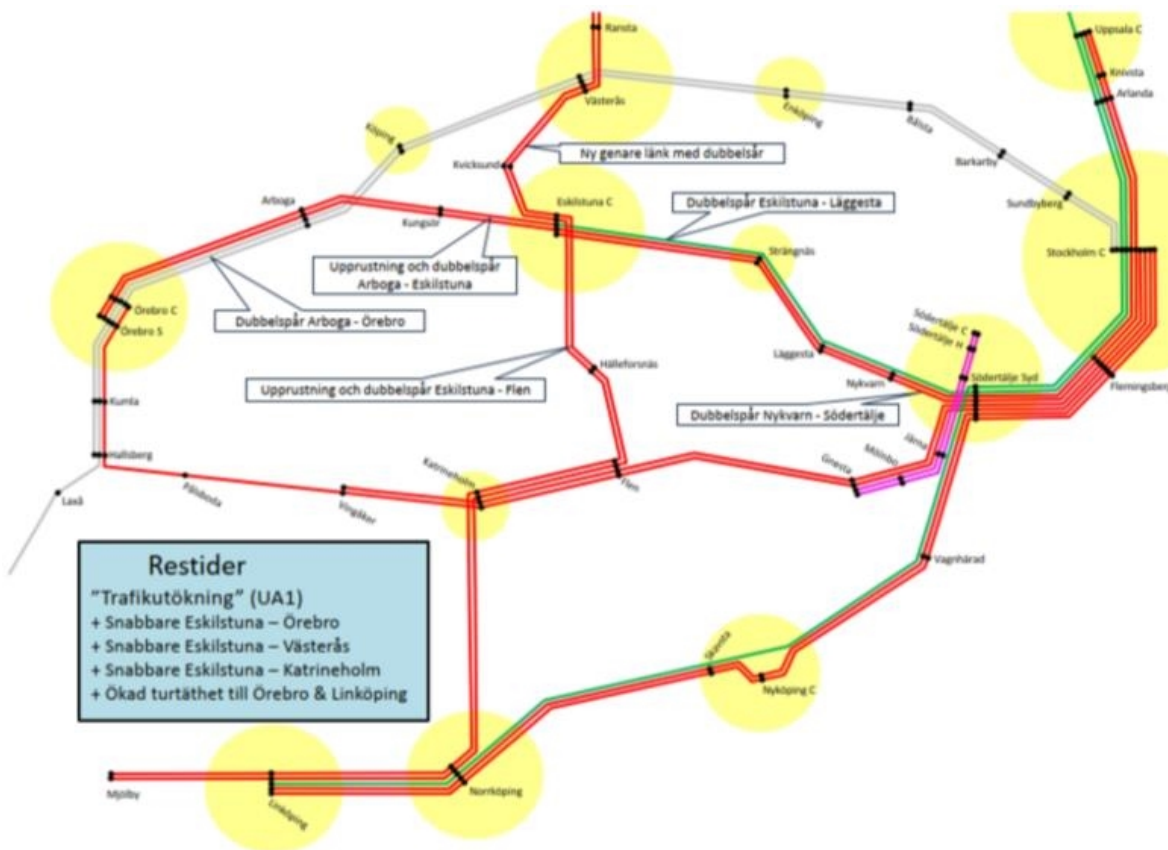 Ransta
Uppsala C
Västerås
Knivsta
Arlanda
Enköping
Bålsta
Köping
Kvicksund
Ny genare länk med dubbelsår
Barkarby
Sundbyberg
Arboga
Eskilstuna C
Dubbelspår Eskilstuna - Läggesta
Kungsör
Strängnäs
Stockholm C
Upprustning och dubbelspår
Arboga - Eskilstuna
Örebro C
Örebro S
Dubbelspår Arboga - Örebro
Södertälje C
Södertälje H
Läggesta
Hälleforsnäs
Nykvarn
Södertälje Syd
Flemingsberg
Upprustning och dubbelspår Eskilstuna - Flen
Kumla
Dubbelspår Nykvarn - Södertälje
Hallsberg
Järna
Mölnbo
Gnesta
Katrineholm
Flen
Laxå
Pålsboda
Vingåker
Vagnhärad
Restider
”Trafikutökning” (UA1)
+ Snabbare Eskilstuna – Örebro
+ Snabbare Eskilstuna – Västerås
+ Snabbare Eskilstuna – Katrineholm
+ Ökad turtäthet till Örebro & Linköping
Skavsta
Nyköping C
Mjölby
Linköping
Norrköping